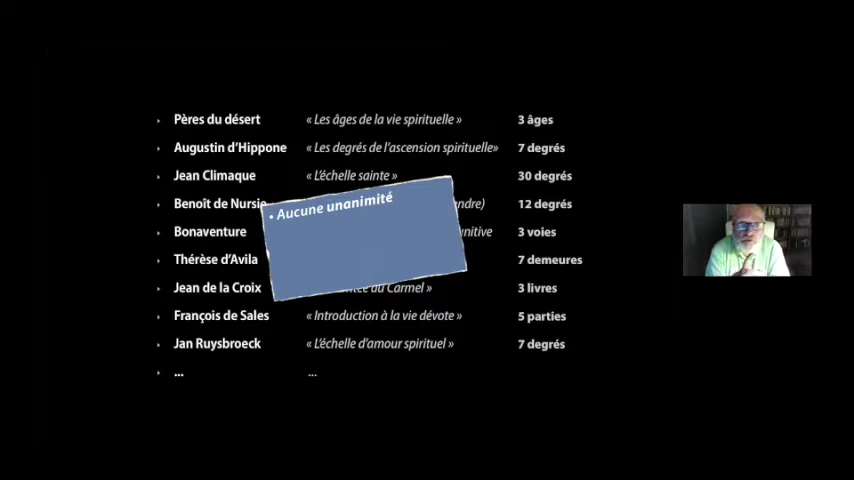 Pères du désert « Les âges de la vie spirituelle » 3 âges
Augustin d’Hippone « Les degrés de l’ascension spirituelle» 7 degrés
Jean Climaque « L’échelle sainte » 30 degrés
Benoît de Nursie 12 degrés
• Aucune unanimité
Bonaventure 3 voies
Thérèse d’Avila 7 demeures
Jean de la Croix du Carmel » 3 livres
François de Sales « Introduction à la vie dévote » 5 parties
Jan Ruysbroeck « L’échelle d’amour spirituel » 7 degrés
... ...